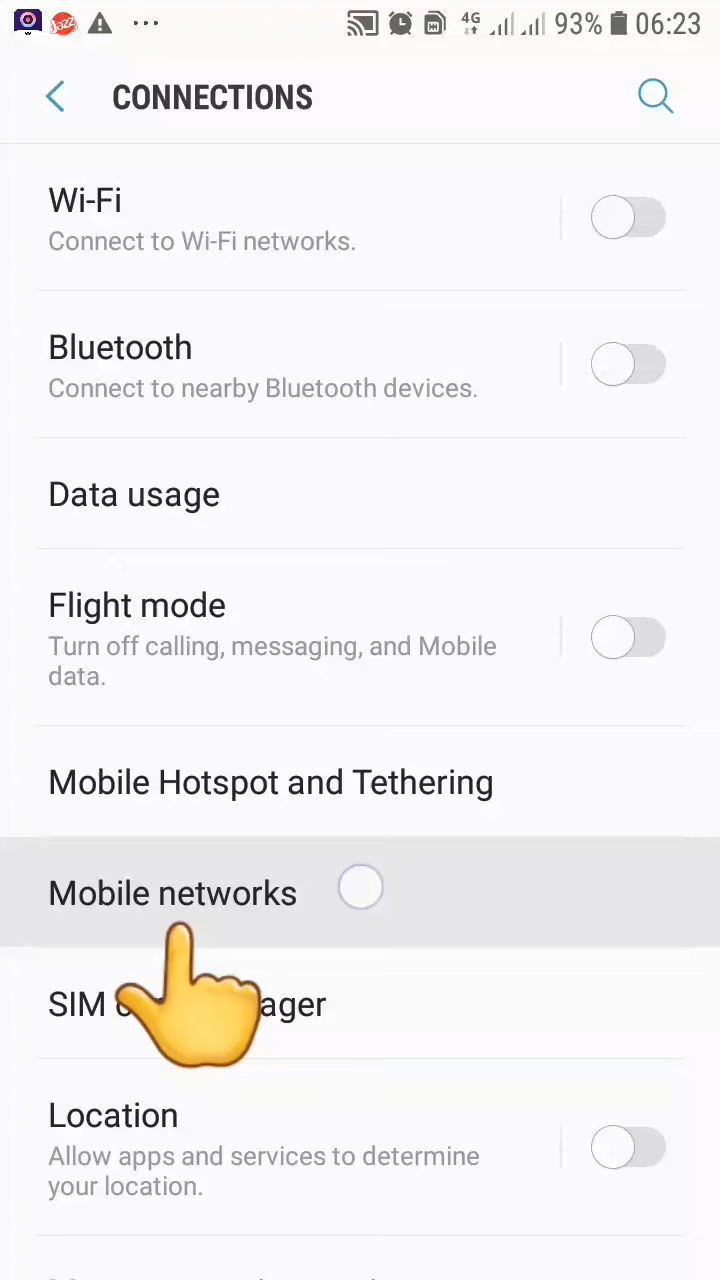 Jazz 4G 93% 06:23
CONNECTIONS
Wi-Fi
Connect to Wi-Fi networks.
Bluetooth
Connect to nearby Bluetooth devices.
Data usage
Flight mode
Turn off calling, messaging, and Mobile
data.
Mobile Hotspot and Tethering
Mobile networks
SIM
Location
Allow apps and services to determine
your location.